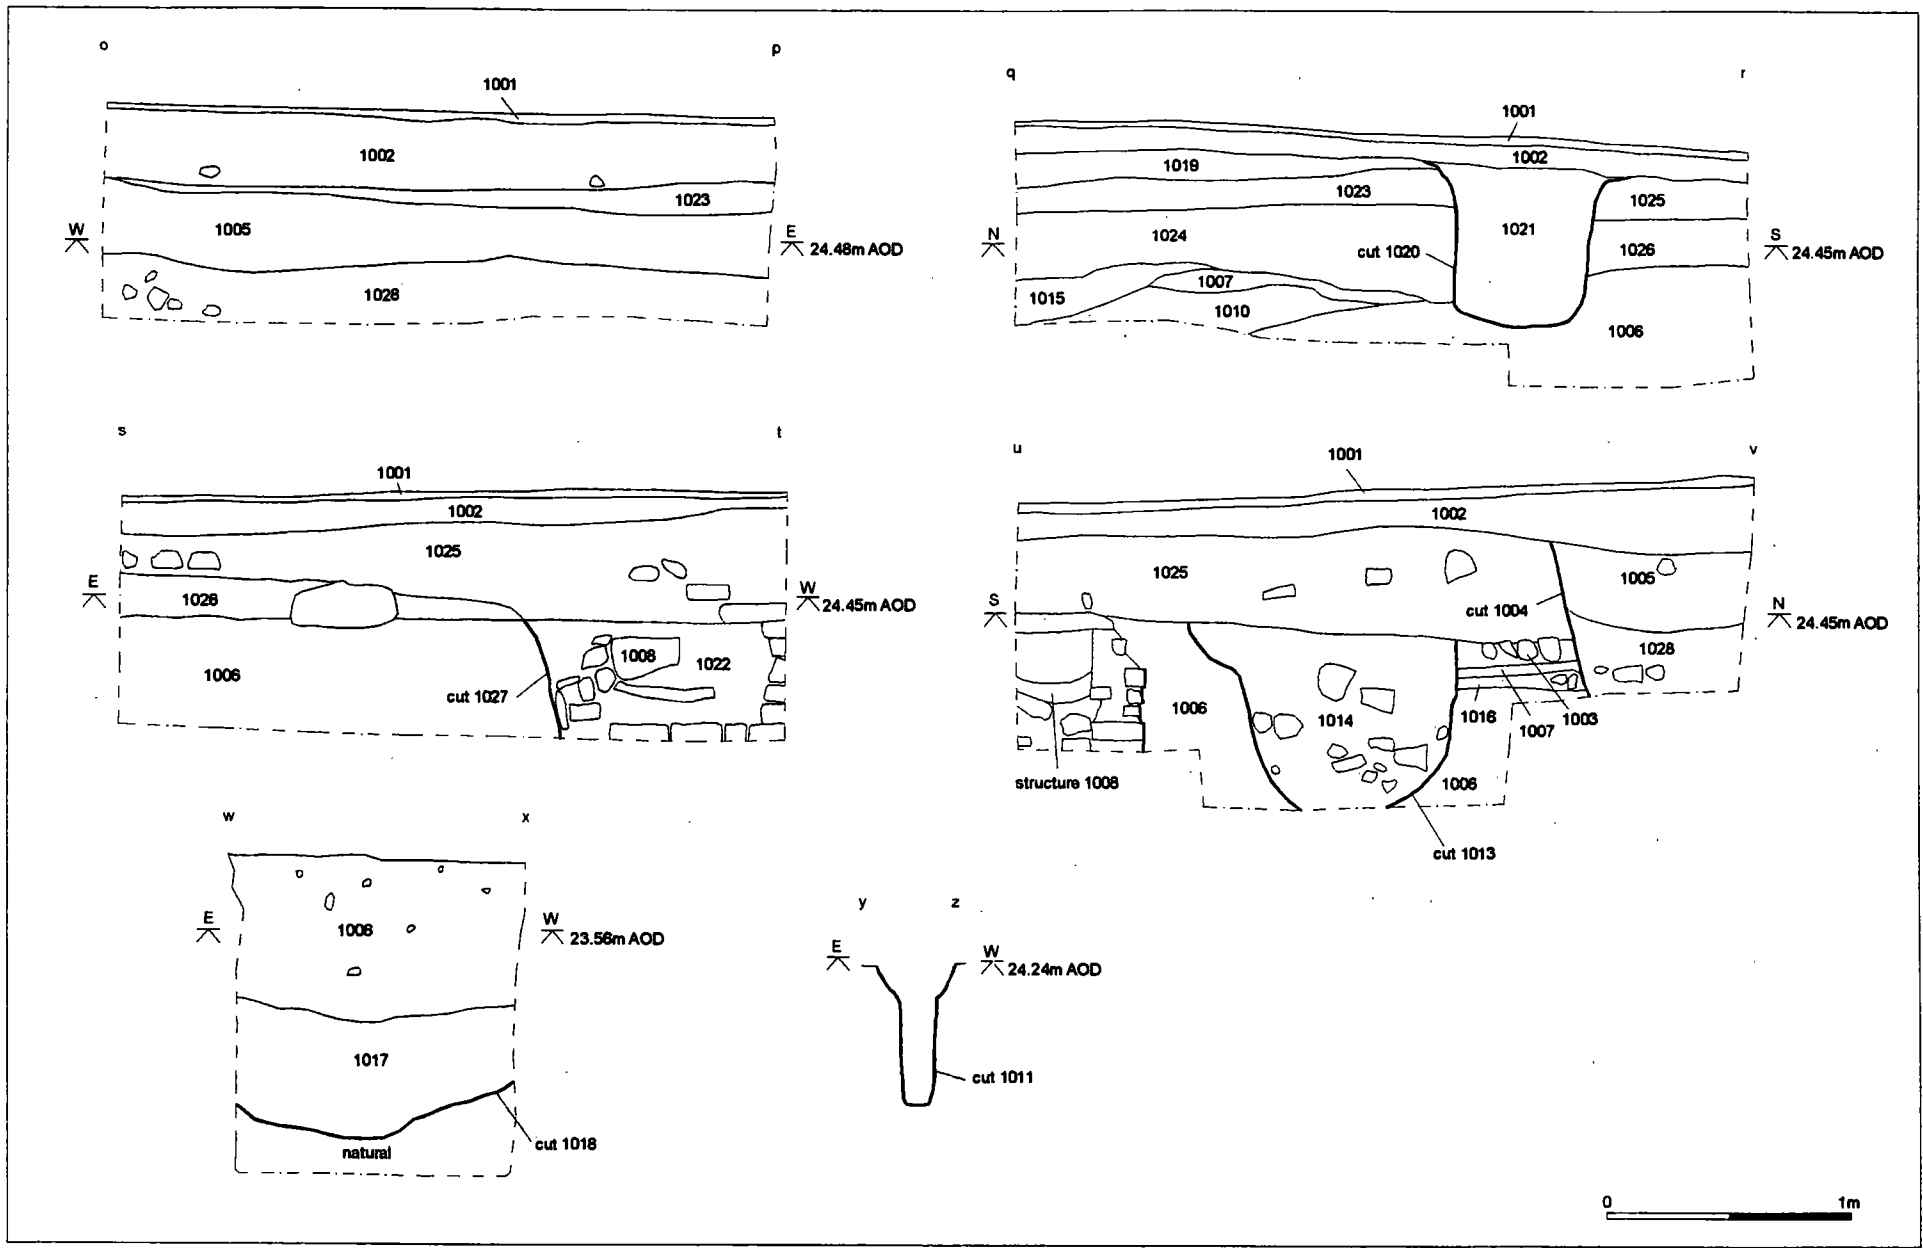 o
p
1001
1002
1023
1005
W
E
24.48m AOD
1028
q
r
1001
1002
1019
1023
1025
1021
1024
cut 1020
1026
N
S
24.45m AOD
1007
1015
1010
1006
s
t
1001
1002
1025
E
W
24.45m AOD
1026
1008
1022
1006
cut 1027
u
v
1001
1002
1025
1005
cut 1004
S
N
24.45m AOD
1028
1006
1014
1016
1007
1003
structure 1008
1006
cut 1013
w
x
E
1006
W
23.56m AOD
1017
natural
cut 1018
y
z
E
W
24.24m AOD
cut 1011
0
1m